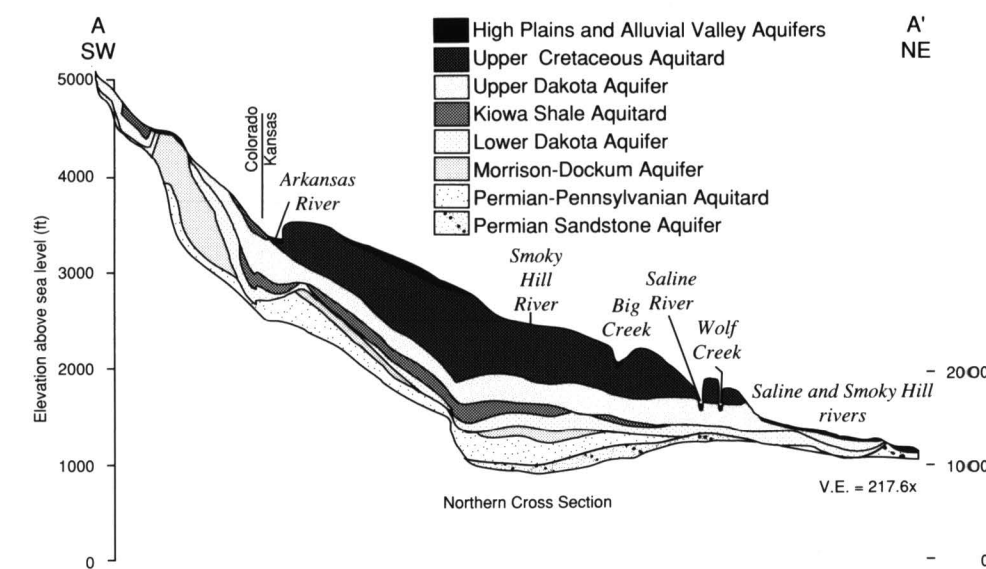 A
SW
A'
NE
High Plains and Alluvial Valley Aquifers
Upper Cretaceous Aquitard
Upper Dakota Aquifer
Kiowa Shale Aquitard
Lower Dakota Aquifer
Morrison-Dockum Aquifer
Permian-Pennsylvanian Aquitard
Permian Sandstone Aquifer
Elevation above sea level (ft)
5000
4000
3000
2000
1000
0
Colorado
Kansas
Arkansas
River
Smoky
Hill
River
Big
Creek
Saline
River
Wolf
Creek
Saline and Smoky Hill
rivers
2000
1000
0
V.E. = 217.6x
Northern Cross Section